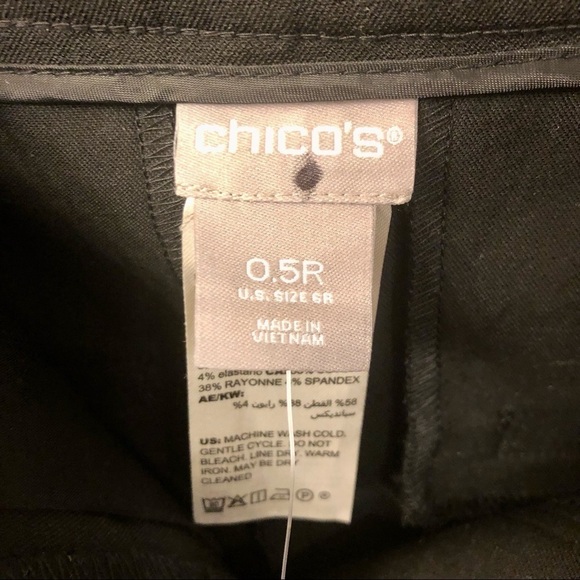 chico's®
0.5R
U.S. SIZE 6R
MADE IN
VIETNAM
4% elastano
38% RAYONNE 4% SPANDEX
AE/KW:
58% القطن 38% رايون 4%
سبانديكس
US: MACHINE WASH COLD.
GENTLE CYCLE. DO NOT
BLEACH. LINE DRY. WARM
IRON. MAY BE DRY
CLEANED